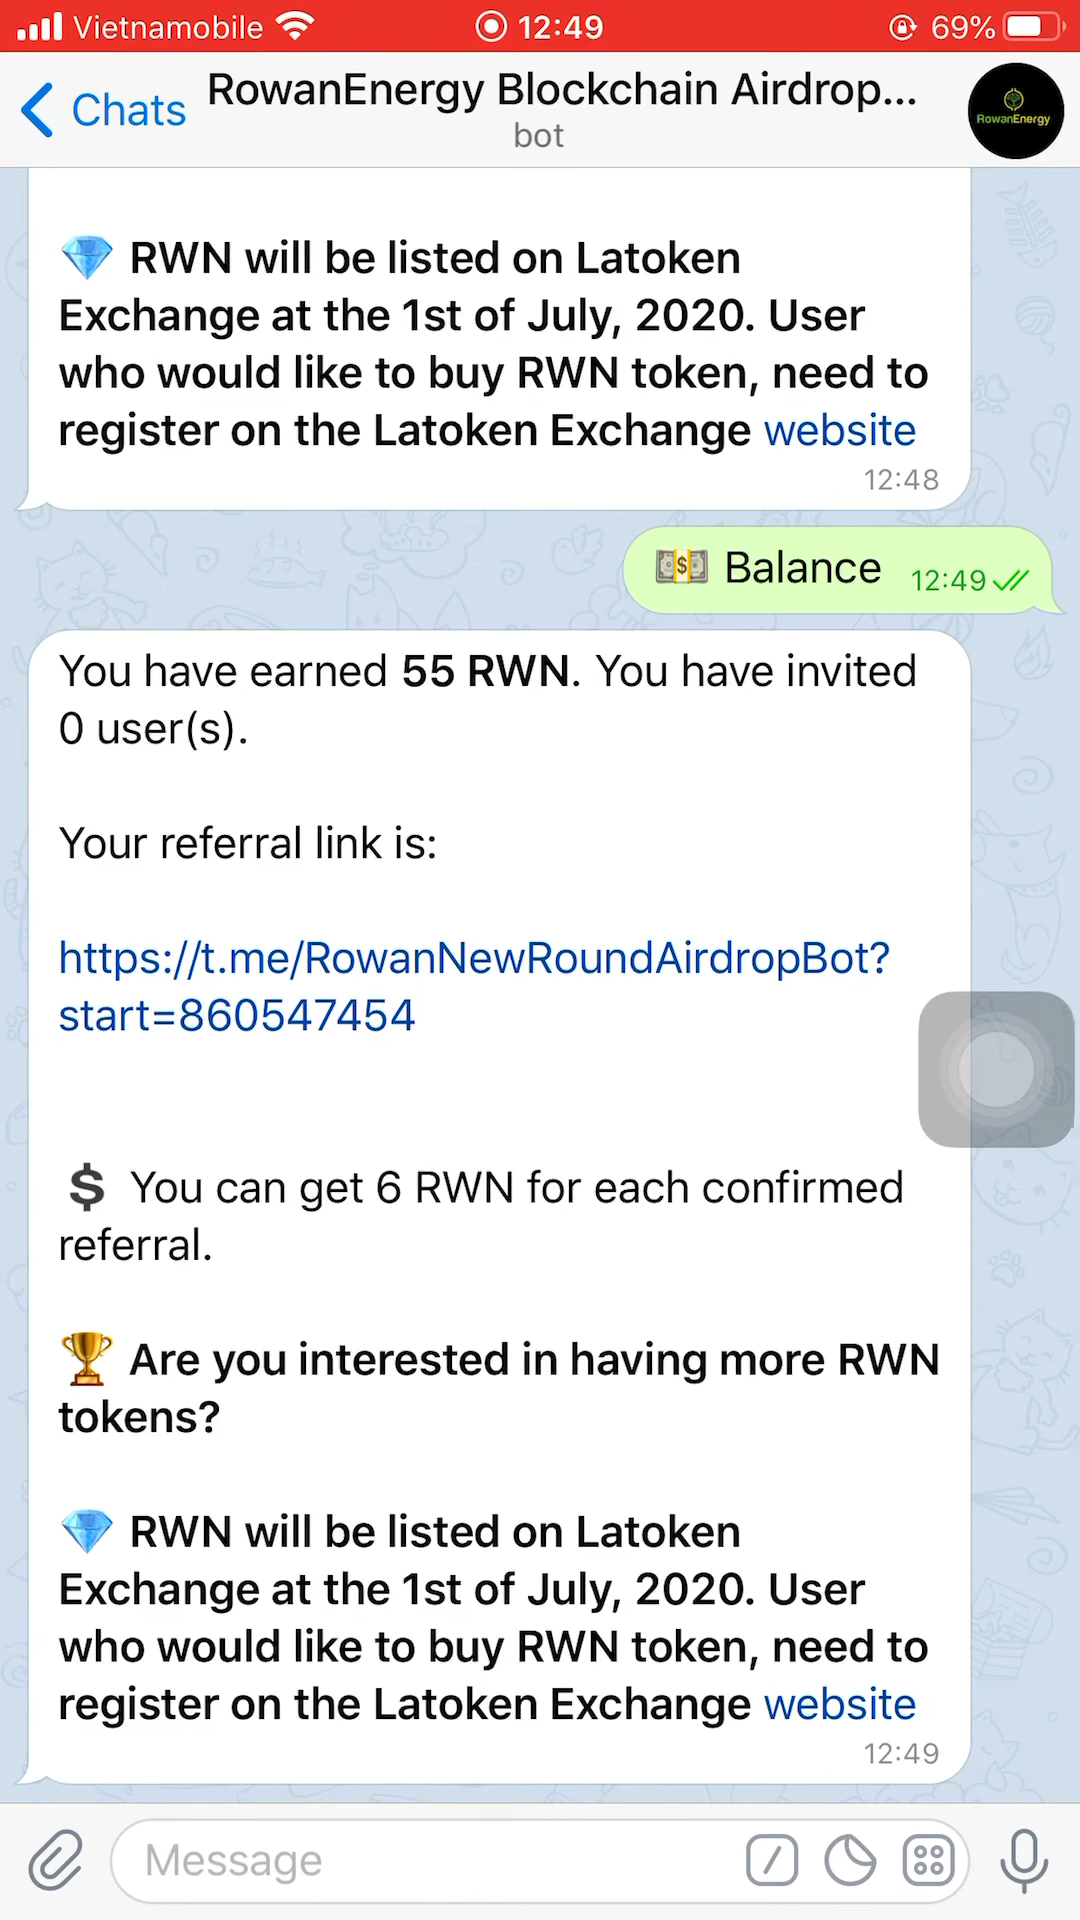 Vietnamobile 12:49 69%
Chats RowanEnergy Blockchain Airdrop...
bot
RowanEnergy
💎 RWN will be listed on Latoken
Exchange at the 1st of July, 2020. User
who would like to buy RWN token, need to
register on the Latoken Exchange website
12:48
💵 Balance 12:49
You have earned 55 RWN. You have invited
0 user(s).
Your referral link is:
https://t.me/RowanNewRoundAirdropBot?
start=860547454
💲 You can get 6 RWN for each confirmed
referral.
🏆 Are you interested in having more RWN
tokens?
💎 RWN will be listed on Latoken
Exchange at the 1st of July, 2020. User
who would like to buy RWN token, need to
register on the Latoken Exchange website
12:49
Message